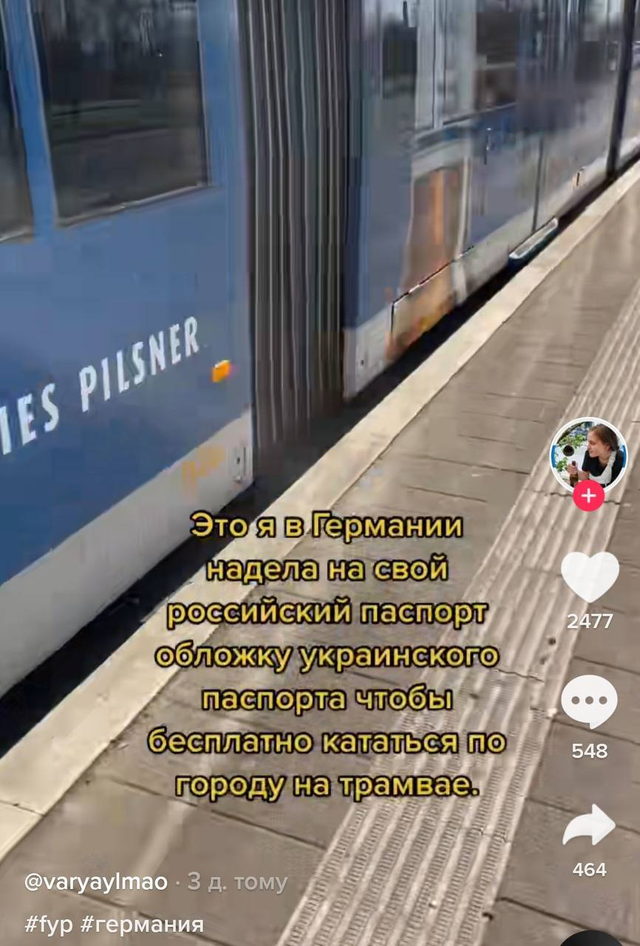 IES PILSNER
Это я в Германии
надела на свой
российский паспорт
обложку украинского
паспорта чтобы
бесплатно кататься по
городу на трамвае.
2477
548
464
@varyaylmao · 3 д. тому
#fyp #германия